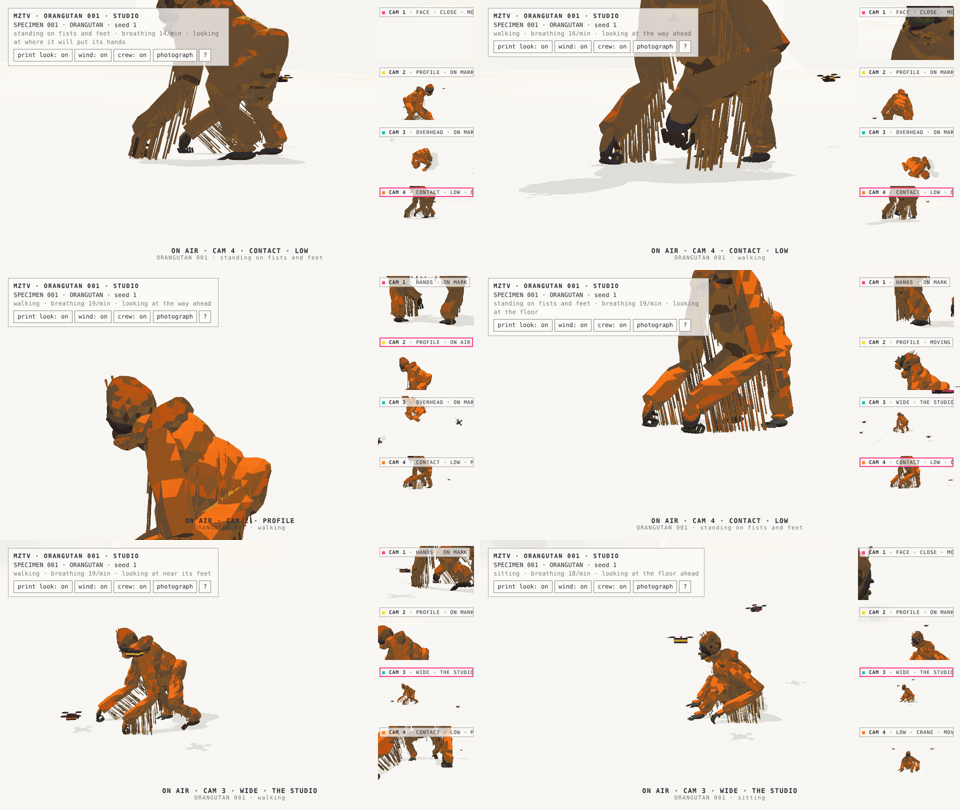 MZTV · ORANGUTAN 001 · STUDIO
SPECIMEN 001 · ORANGUTAN · seed 1
standing on fists and feet · breathing 14/min · looking
at where it will put its hands
print look: on
wind: on
crew: on
photograph
?
CAM 1 · FACE · CLOSE · MO
CAM 2 · PROFILE · ON MARK
CAM 3 · OVERHEAD · ON MAR
CAM 4 · CONTACT · LOW ·
ON AIR · CAM 4 · CONTACT · LOW
ORANGUTAN 001 · standing on fists and feet
MZTV · ORANGUTAN 001 · STUDIO
SPECIMEN 001 · ORANGUTAN · seed 1
walking · breathing 16/min · looking at the way ahead
print look: on
wind: on
crew: on
photograph
?
CAM 1 · FACE · CLOSE · MO
CAM 2 · PROFILE · ON MARK
CAM 3 · OVERHEAD · ON MAR
CAM 4 · CONTACT · LOW ·
ON AIR · CAM 4 · CONTACT · LOW
ORANGUTAN 001 · walking
MZTV · ORANGUTAN 001 · STUDIO
SPECIMEN 001 · ORANGUTAN · seed 1
walking · breathing 19/min · looking at the way ahead
print look: on
wind: on
crew: on
photograph
?
CAM 1 · HANDS · ON MARK
CAM 2 · PROFILE · ON AIR
CAM 3 · OVERHEAD · ON MAR
CAM 4 · CONTACT · LOW ·
ON AIR · CAM 2 · PROFILE
ORANGUTAN 001 · walking
MZTV · ORANGUTAN 001 · STUDIO
SPECIMEN 001 · ORANGUTAN · seed 1
standing on fists and feet · breathing 19/min · looking
at the floor
print look: on
wind: on
crew: on
photograph
?
CAM 1 · HANDS · ON MARK
CAM 2 · PROFILE · MOVING
CAM 3 · WIDE · THE STUDIO
CAM 4 · CONTACT · LOW ·
ON AIR · CAM 4 · CONTACT · LOW
ORANGUTAN 001 · standing on fists and feet
MZTV · ORANGUTAN 001 · STUDIO
SPECIMEN 001 · ORANGUTAN · seed 1
walking · breathing 19/min · looking at near its feet
print look: on
wind: on
crew: on
photograph
?
CAM 1 · HANDS · ON MARK
CAM 2 · PROFILE · ON MARK
CAM 3 · WIDE · THE STUDIO
CAM 4 · CONTACT · LOW ·
ON AIR · CAM 3 · WIDE · THE STUDIO
ORANGUTAN 001 · walking
MZTV · ORANGUTAN 001 · STUDIO
SPECIMEN 001 · ORANGUTAN · seed 1
sitting · breathing 18/min · looking at the floor ahead
print look: on
wind: on
crew: on
photograph
?
CAM 1 · FACE · CLOSE · MO
CAM 2 · PROFILE · ON MARK
CAM 3 · WIDE · THE STUDIO
CAM 4 · LOW · CRANE · MOV
ON AIR · CAM 3 · WIDE · THE STUDIO
ORANGUTAN 001 · sitting